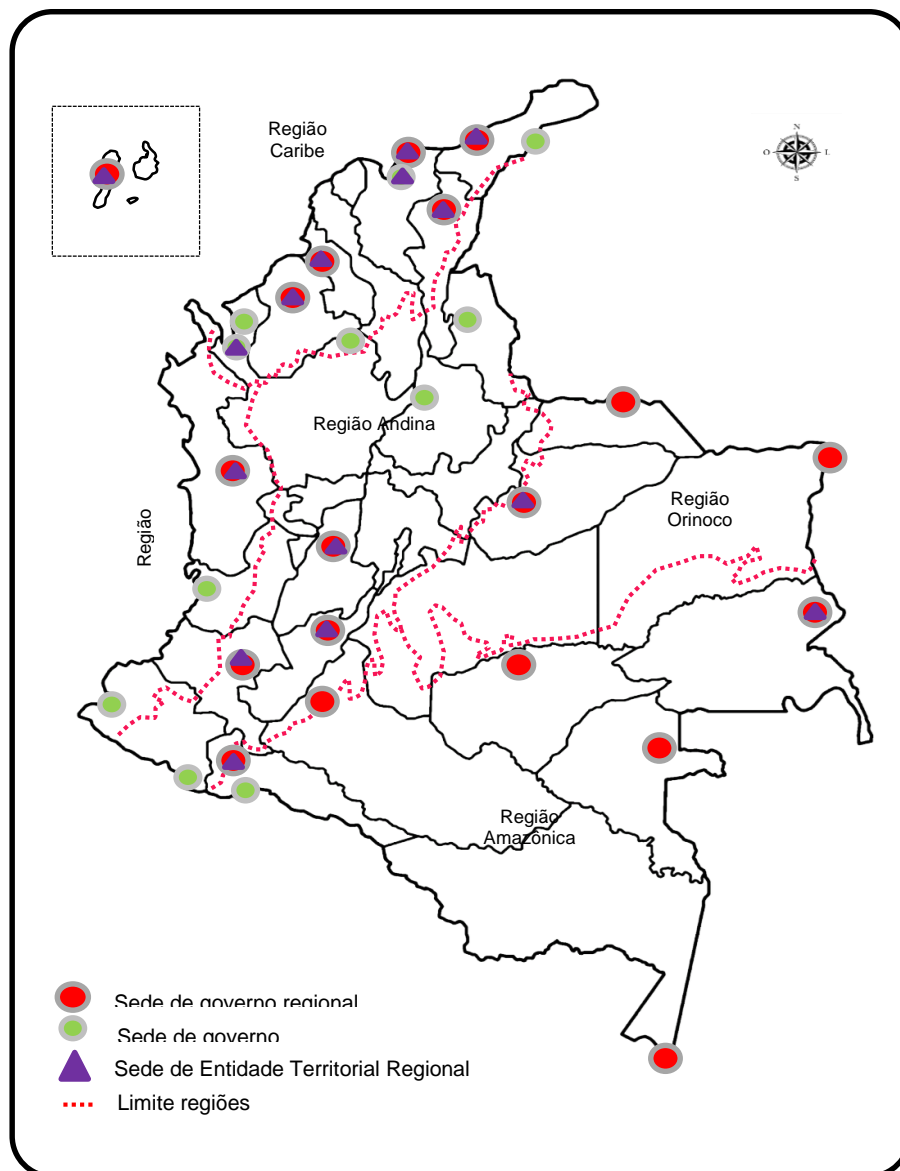 Região
Caribe
N
O
L
S
Região Andina
Região
Orinoco
Região
Região
Amazônica
Sede de governo regional
Sede de governo
Sede de Entidade Territorial Regional
Limite regiões